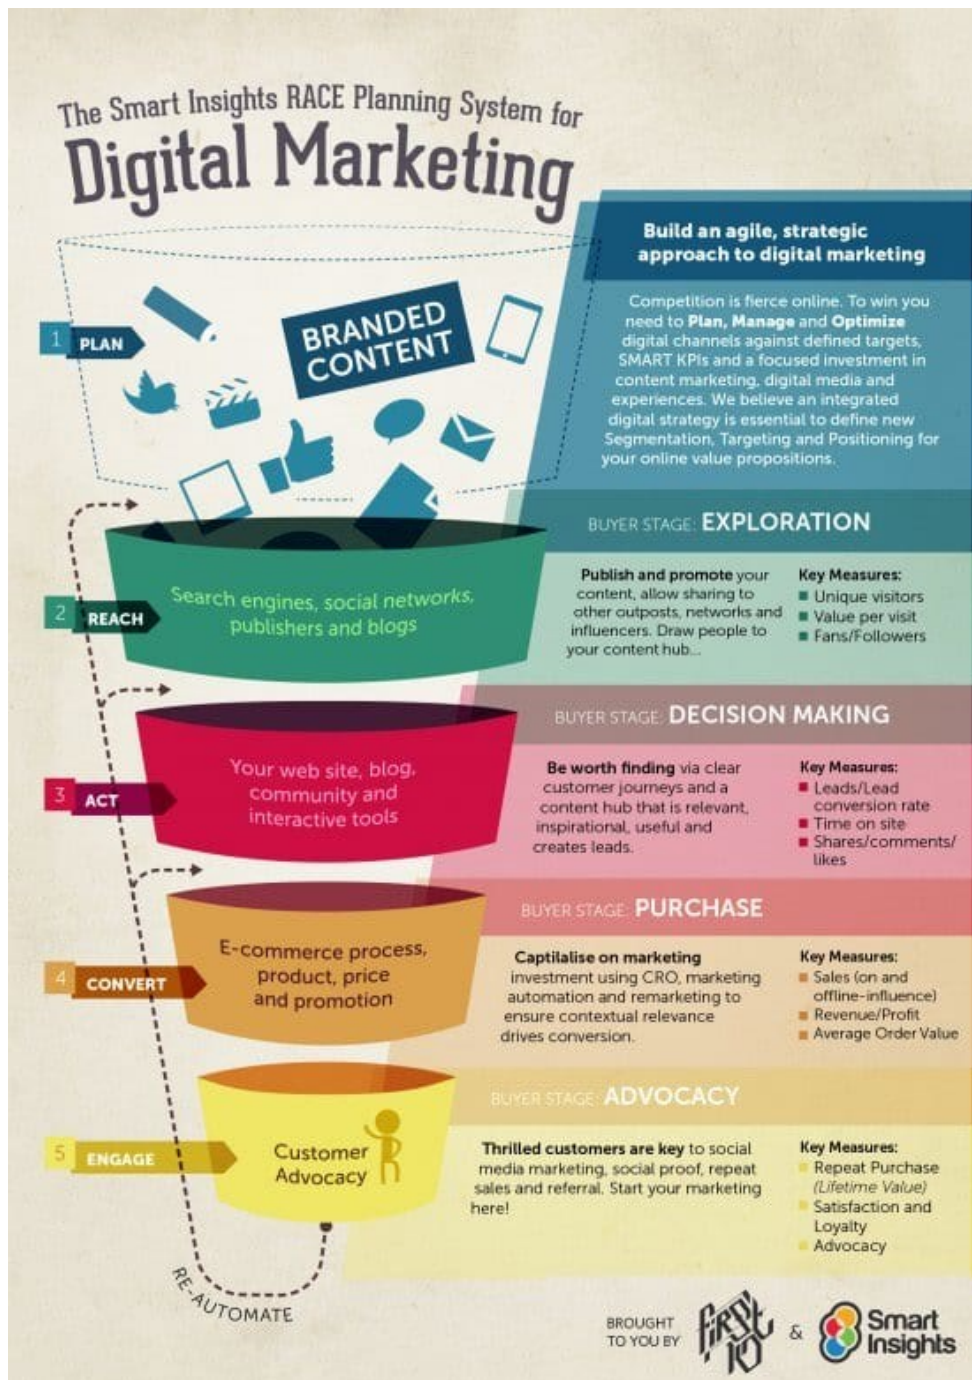 The Smart Insights RACE Planning System for
Digital Marketing
Build an agile, strategic
approach to digital marketing
1
PLAN
BRANDED
CONTENT
Competition is fierce online. To win you
need to Plan, Manage and Optimize
digital channels against defined targets,
SMART KPIs and a focused investment in
content marketing, digital media and
experiences. We believe an integrated
digital strategy is essential to define new
Segmentation, Targeting and Positioning for
your online value propositions.
BUYER STAGE: EXPLORATION
2
REACH
Search engines, social networks,
publishers and blogs
Publish and promote your
content, allow sharing to
other outposts, networks and
influencers. Draw people to
your content hub...
Key Measures:
Unique visitors
Value per visit
Fans/Followers
BUYER STAGE: DECISION MAKING
3
ACT
Your web site, blog,
community and
interactive tools
Be worth finding via clear
customer journeys and a
content hub that is relevant,
inspirational, useful and
creates leads.
Key Measures:
Leads/Lead
conversion rate
Time on site
Shares/comments/
likes
BUYER STAGE: PURCHASE
4
CONVERT
E-commerce process,
product, price
and promotion
Captilalise on marketing
investment using CRO, marketing
automation and remarketing to
ensure contextual relevance
drives conversion.
Key Measures:
Sales (on and
offline-influence)
Revenue/Profit
Average Order Value
BUYER STAGE: ADVOCACY
5
ENGAGE
Customer
Advocacy
Thrilled customers are key to social
media marketing, social proof, repeat
sales and referral. Start your marketing
here!
Key Measures:
Repeat Purchase
(Lifetime Value)
Satisfaction and
Loyalty
Advocacy
RE-AUTOMATE
BROUGHT
TO YOU BY
First
10
&
Smart
Insights